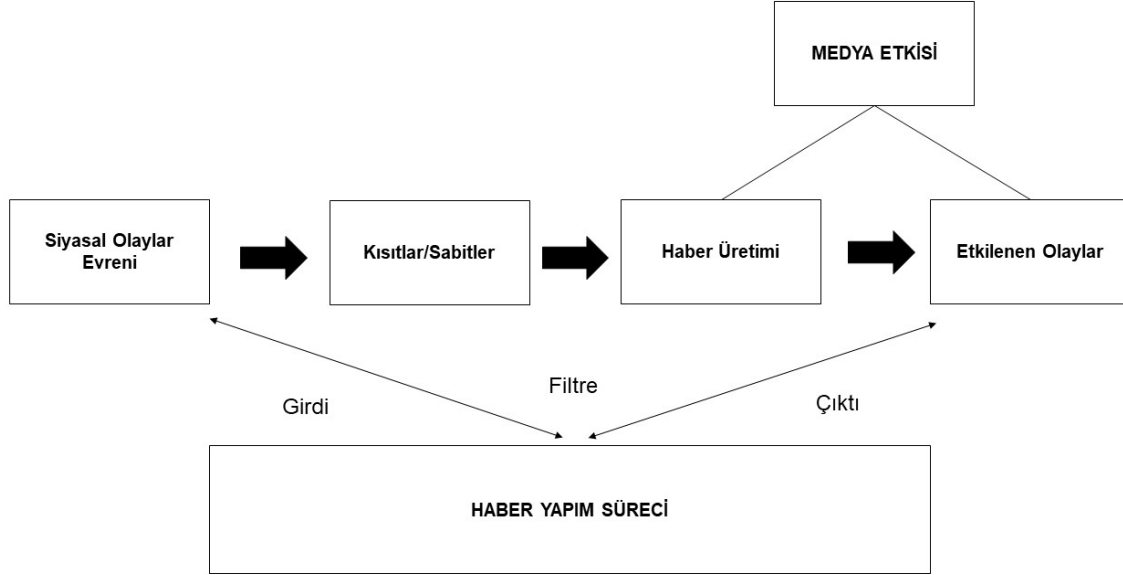 MEDYA ETKİSİ
Siyasal Olaylar
Evreni
Kısıtlar/Sabitler
Haber Üretimi
Etkilenen Olaylar
Girdi
Filtre
Çıktı
HABER YAPIM SÜRECİ